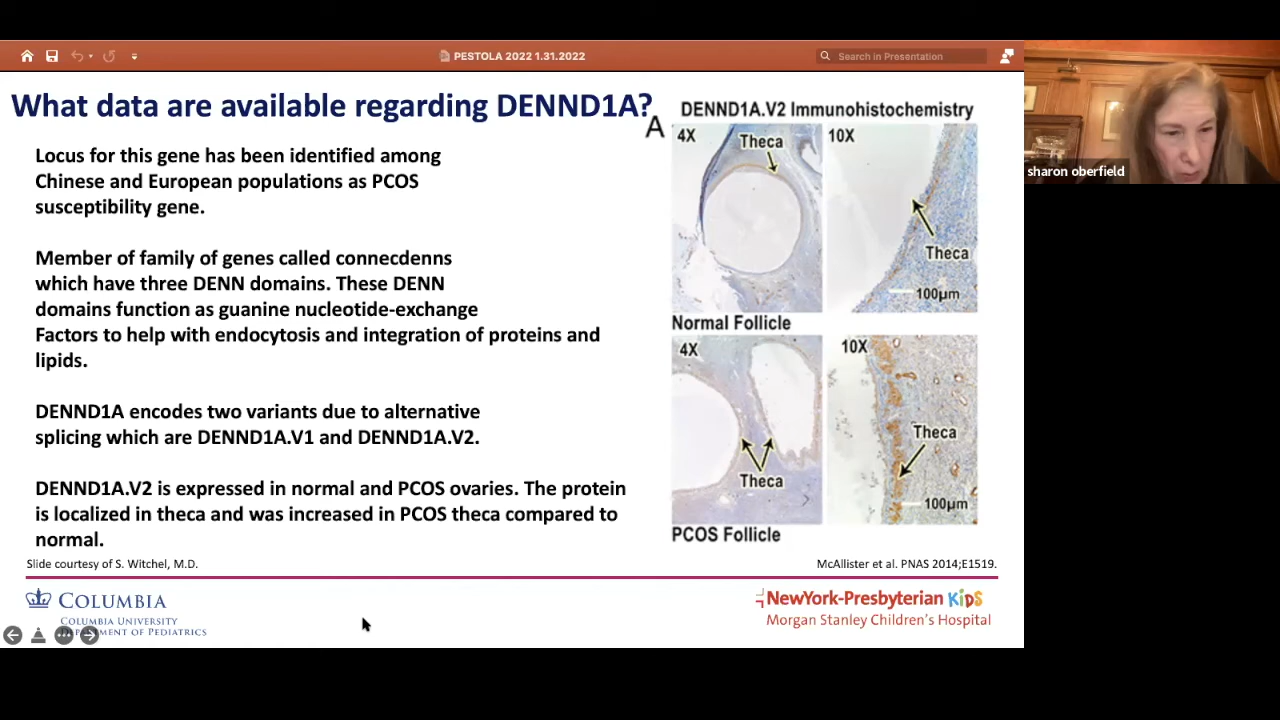 PESTOLA 2022 1.31.2022
Search in Presentation
What data are available regarding DENND1A?
Locus for this gene has been identified among
Chinese and European populations as PCOS
susceptibility gene.
Member of family of genes called connecdenns
which have three DENN domains. These DENN
domains function as guanine nucleotide-exchange
Factors to help with endocytosis and integration of proteins and
lipids.
DENND1A encodes two variants due to alternative
splicing which are DENND1A.V1 and DENND1A.V2.
DENND1A.V2 is expressed in normal and PCOS ovaries. The protein
is localized in theca and was increased in PCOS theca compared to
normal.
Slide courtesy of S. Witchel, M.D.
A
DENND1A.V2 Immunohistochemistry
4X
Theca
10X
Theca
100µm
Normal Follicle
4X
Theca
10X
Theca
100µm
PCOS Follicle
McAllister et al. PNAS 2014;E1519.
COLUMBIA
COLUMBIA UNIVERSITY
DEPARTMENT OF PEDIATRICS
NewYork-Presbyterian KiDS
Morgan Stanley Children's Hospital
sharon oberfield